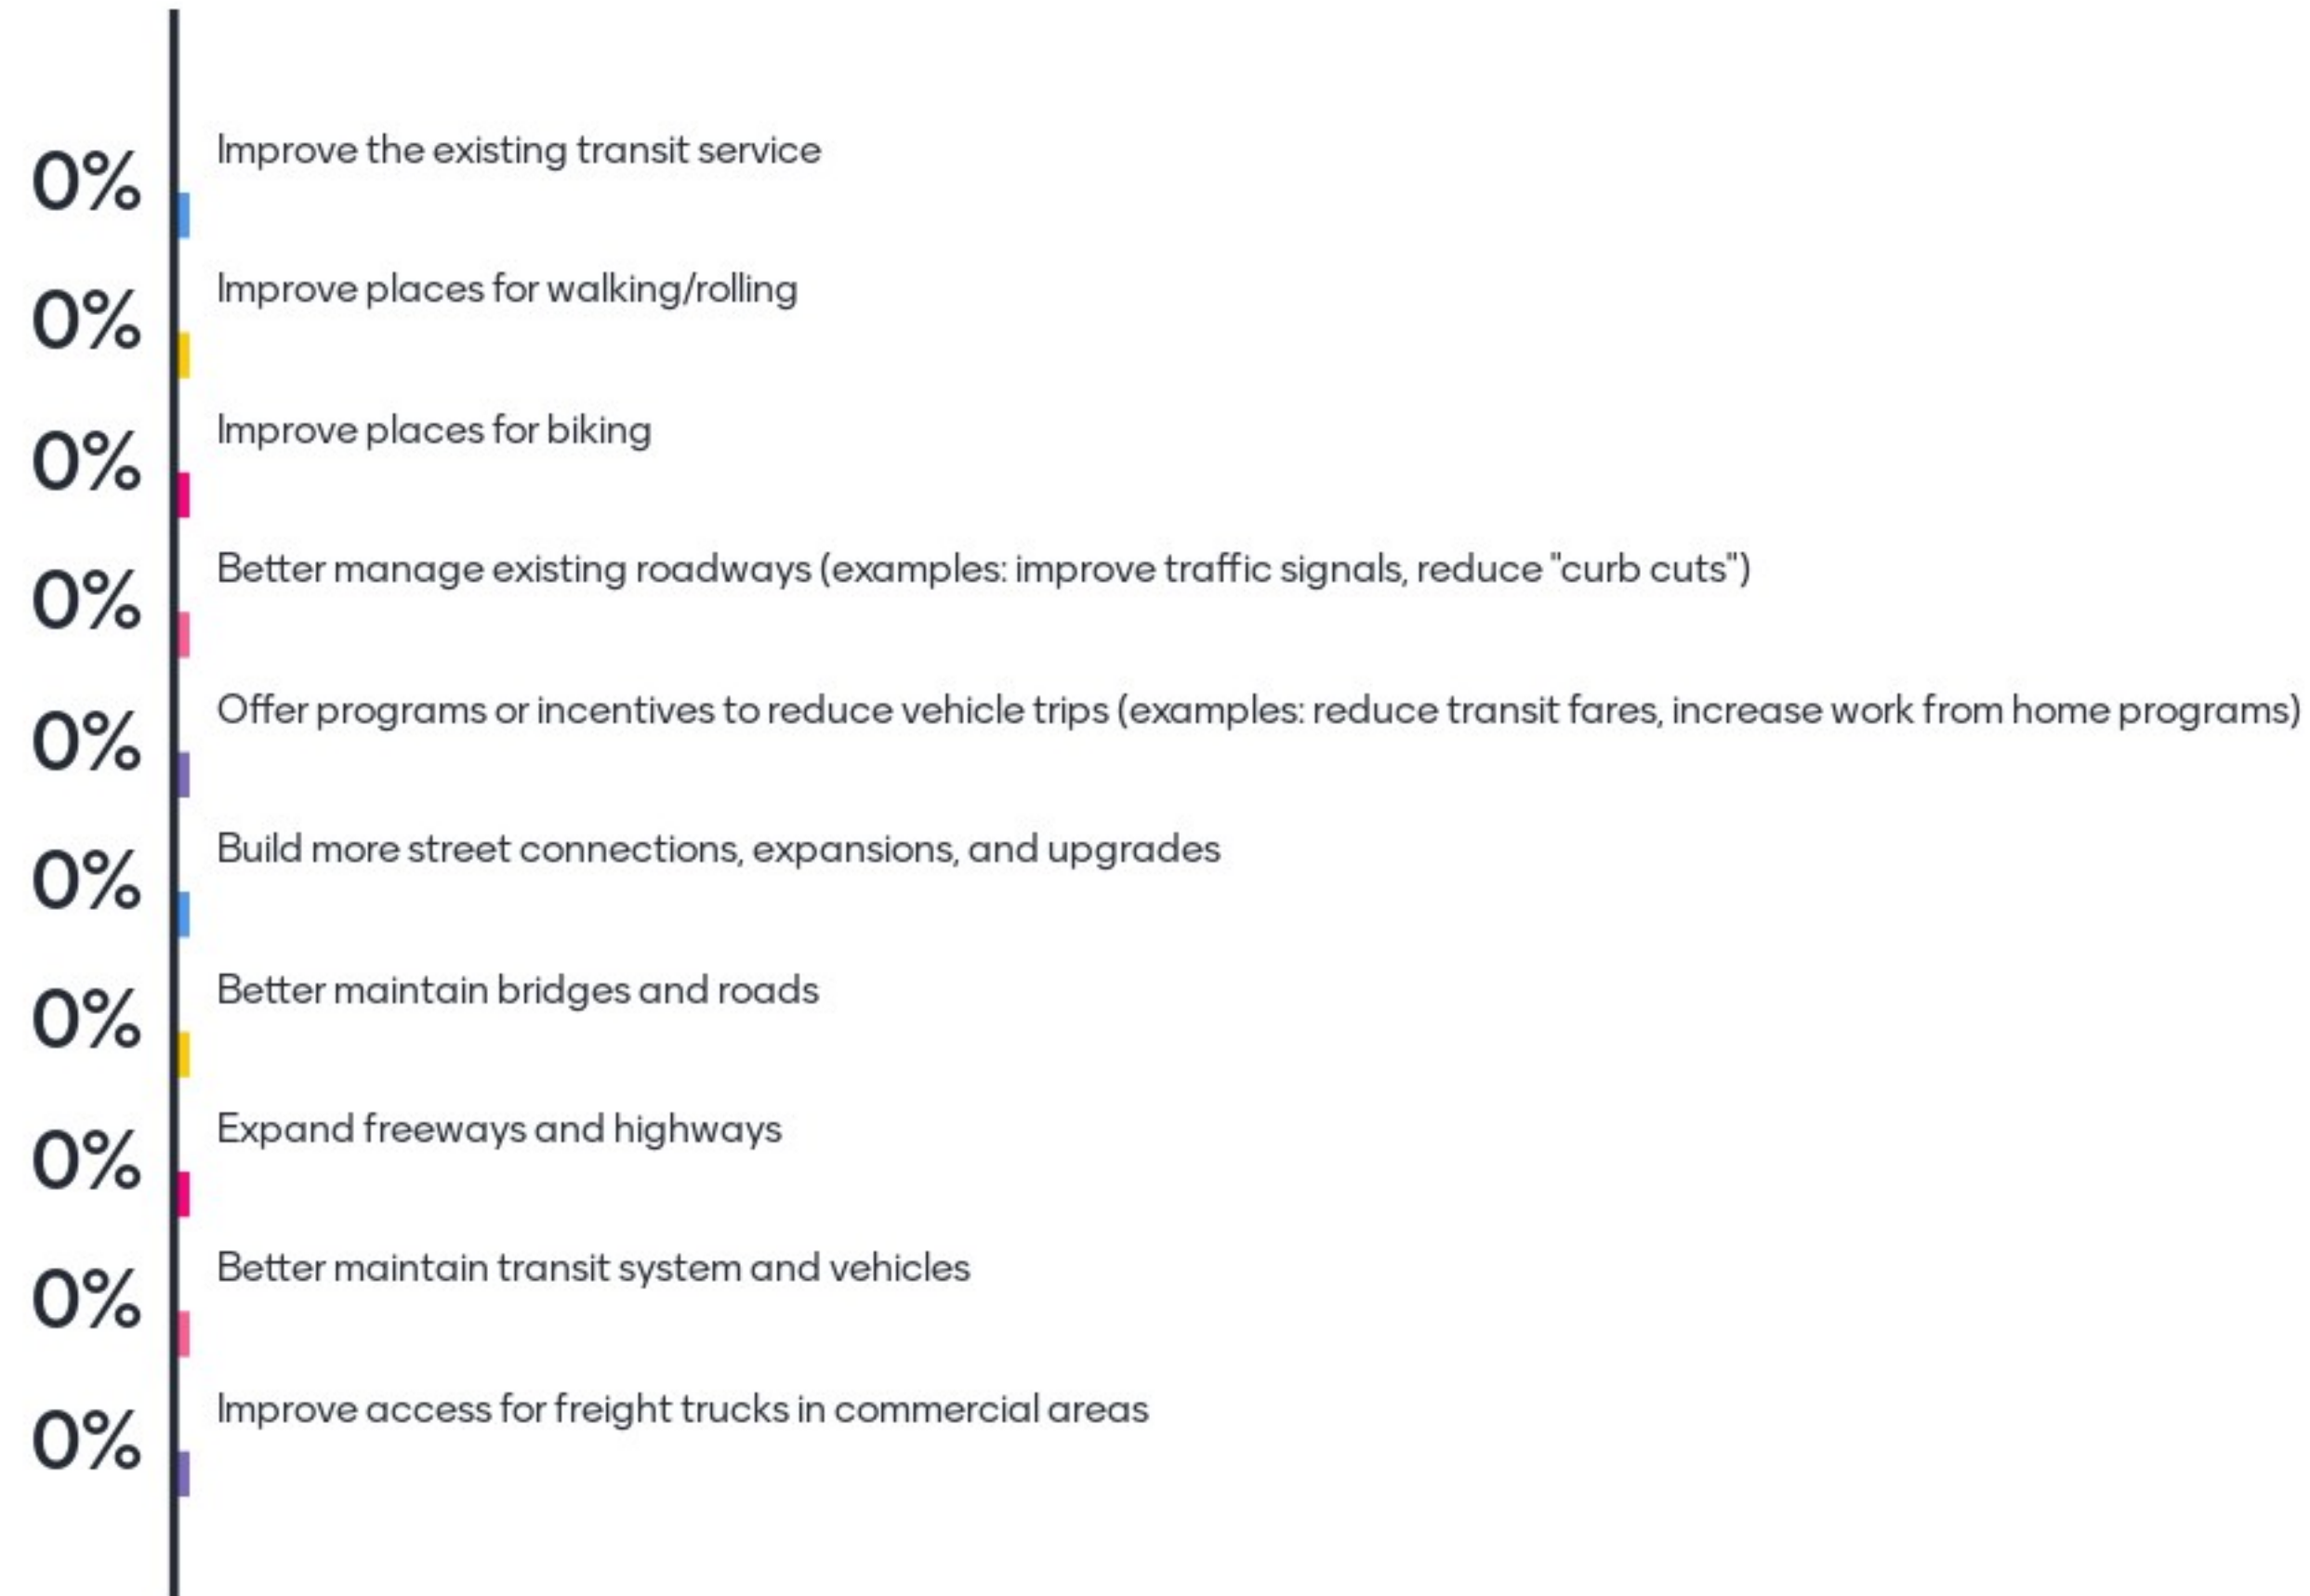 Improve the existing transit service
0%
Improve places for walking/rolling
0%
Improve places for biking
0%
Better manage existing roadways (examples: improve traffic signals, reduce "curb cuts")
0%
Offer programs or incentives to reduce vehicle trips (examples: reduce transit fares, increase work from home programs)
0%
Build more street connections, expansions, and upgrades
0%
Better maintain bridges and roads
0%
Expand freeways and highways
0%
Better maintain transit system and vehicles
0%
Improve access for freight trucks in commercial areas
0%